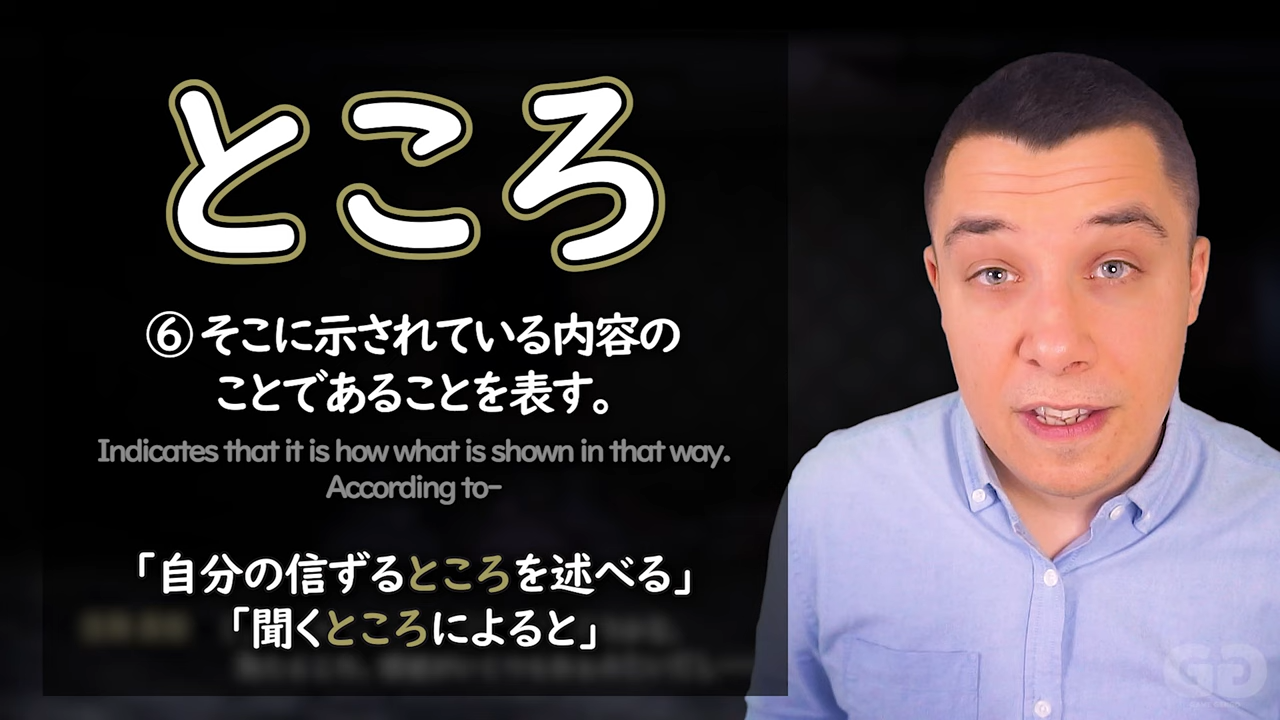 ところ
⑥そこに示されている内容の
ことであることを表す。
Indicates that it is how what is shown in that way.
According to-
「自分の信ずるところを述べる」
「聞くところによると」
GG